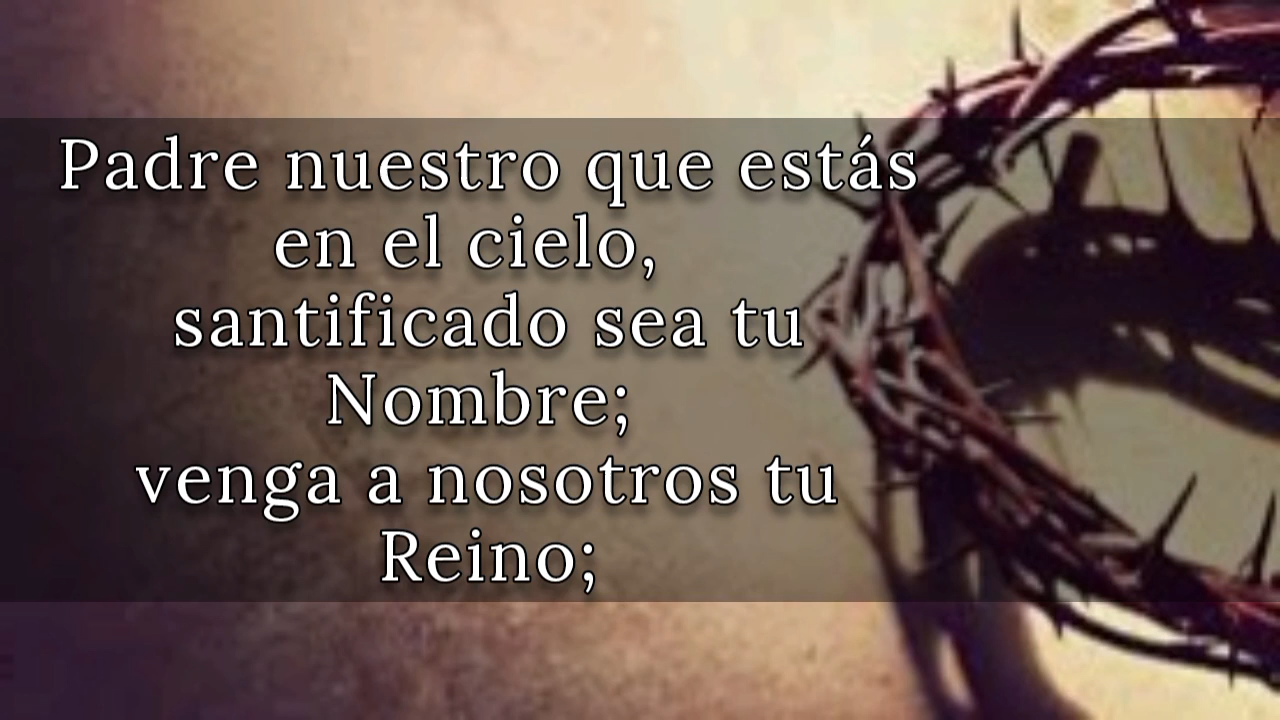 Padre nuestro que estás
en el cielo,
santificado sea tu
Nombre;
venga a nosotros tu
Reino;